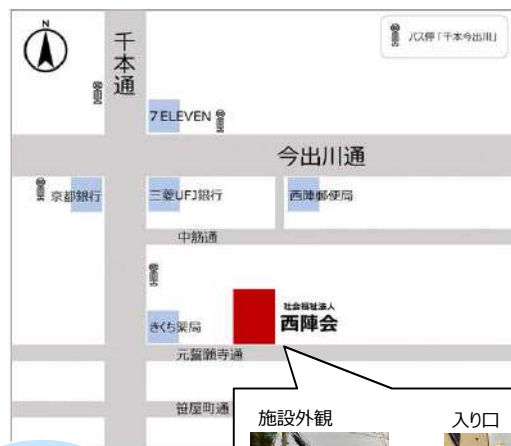 N
バス停「千本今出川」
千本通
7 ELEVEN
今出川通
京都銀行
三菱UFJ銀行
西陣郵便局
中筋通
社会福祉法人
西陣会
きくち薬局
元誓願寺通
笹屋町通
施設外観
入り口